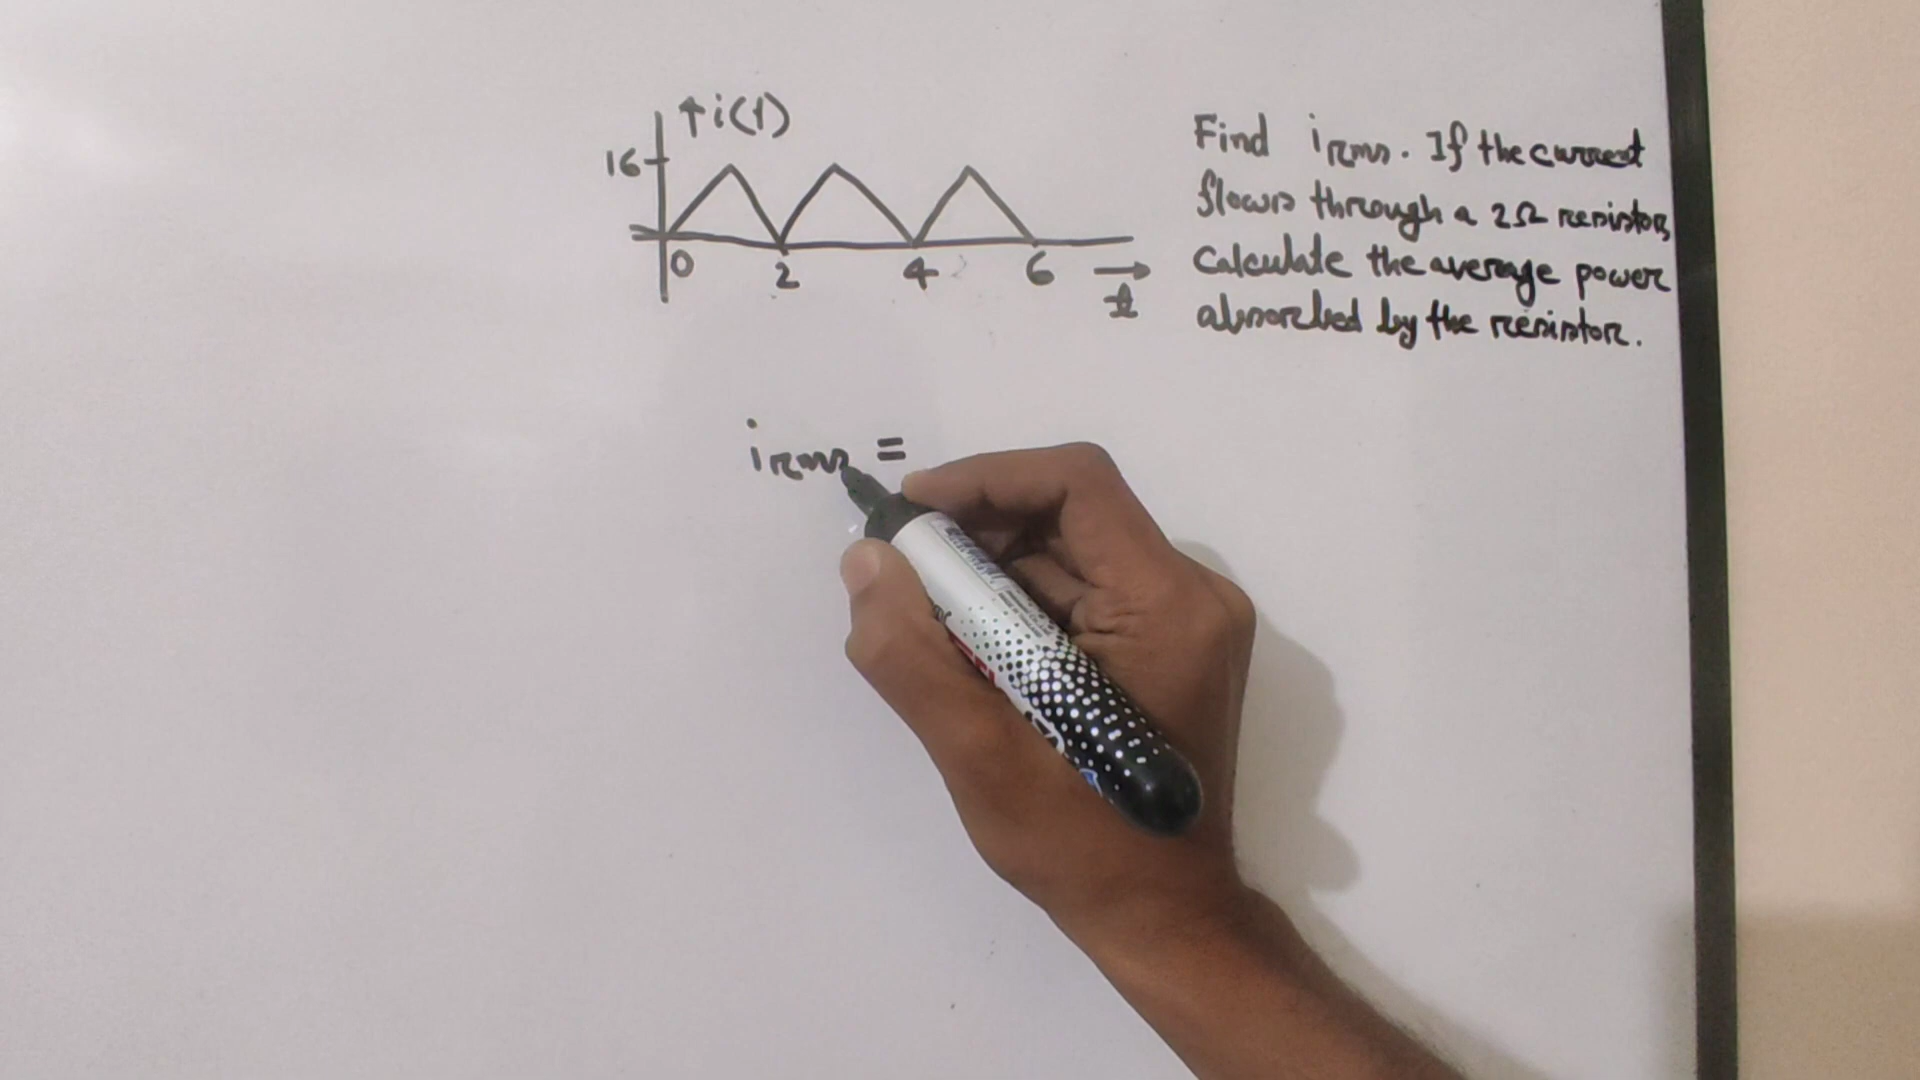 ↑i(t)
16
0 2 4 6 →
t
Find irms. If the current
flows through a 2Ω resistor,
calculate the average power
absorbed by the resistor.
irms =